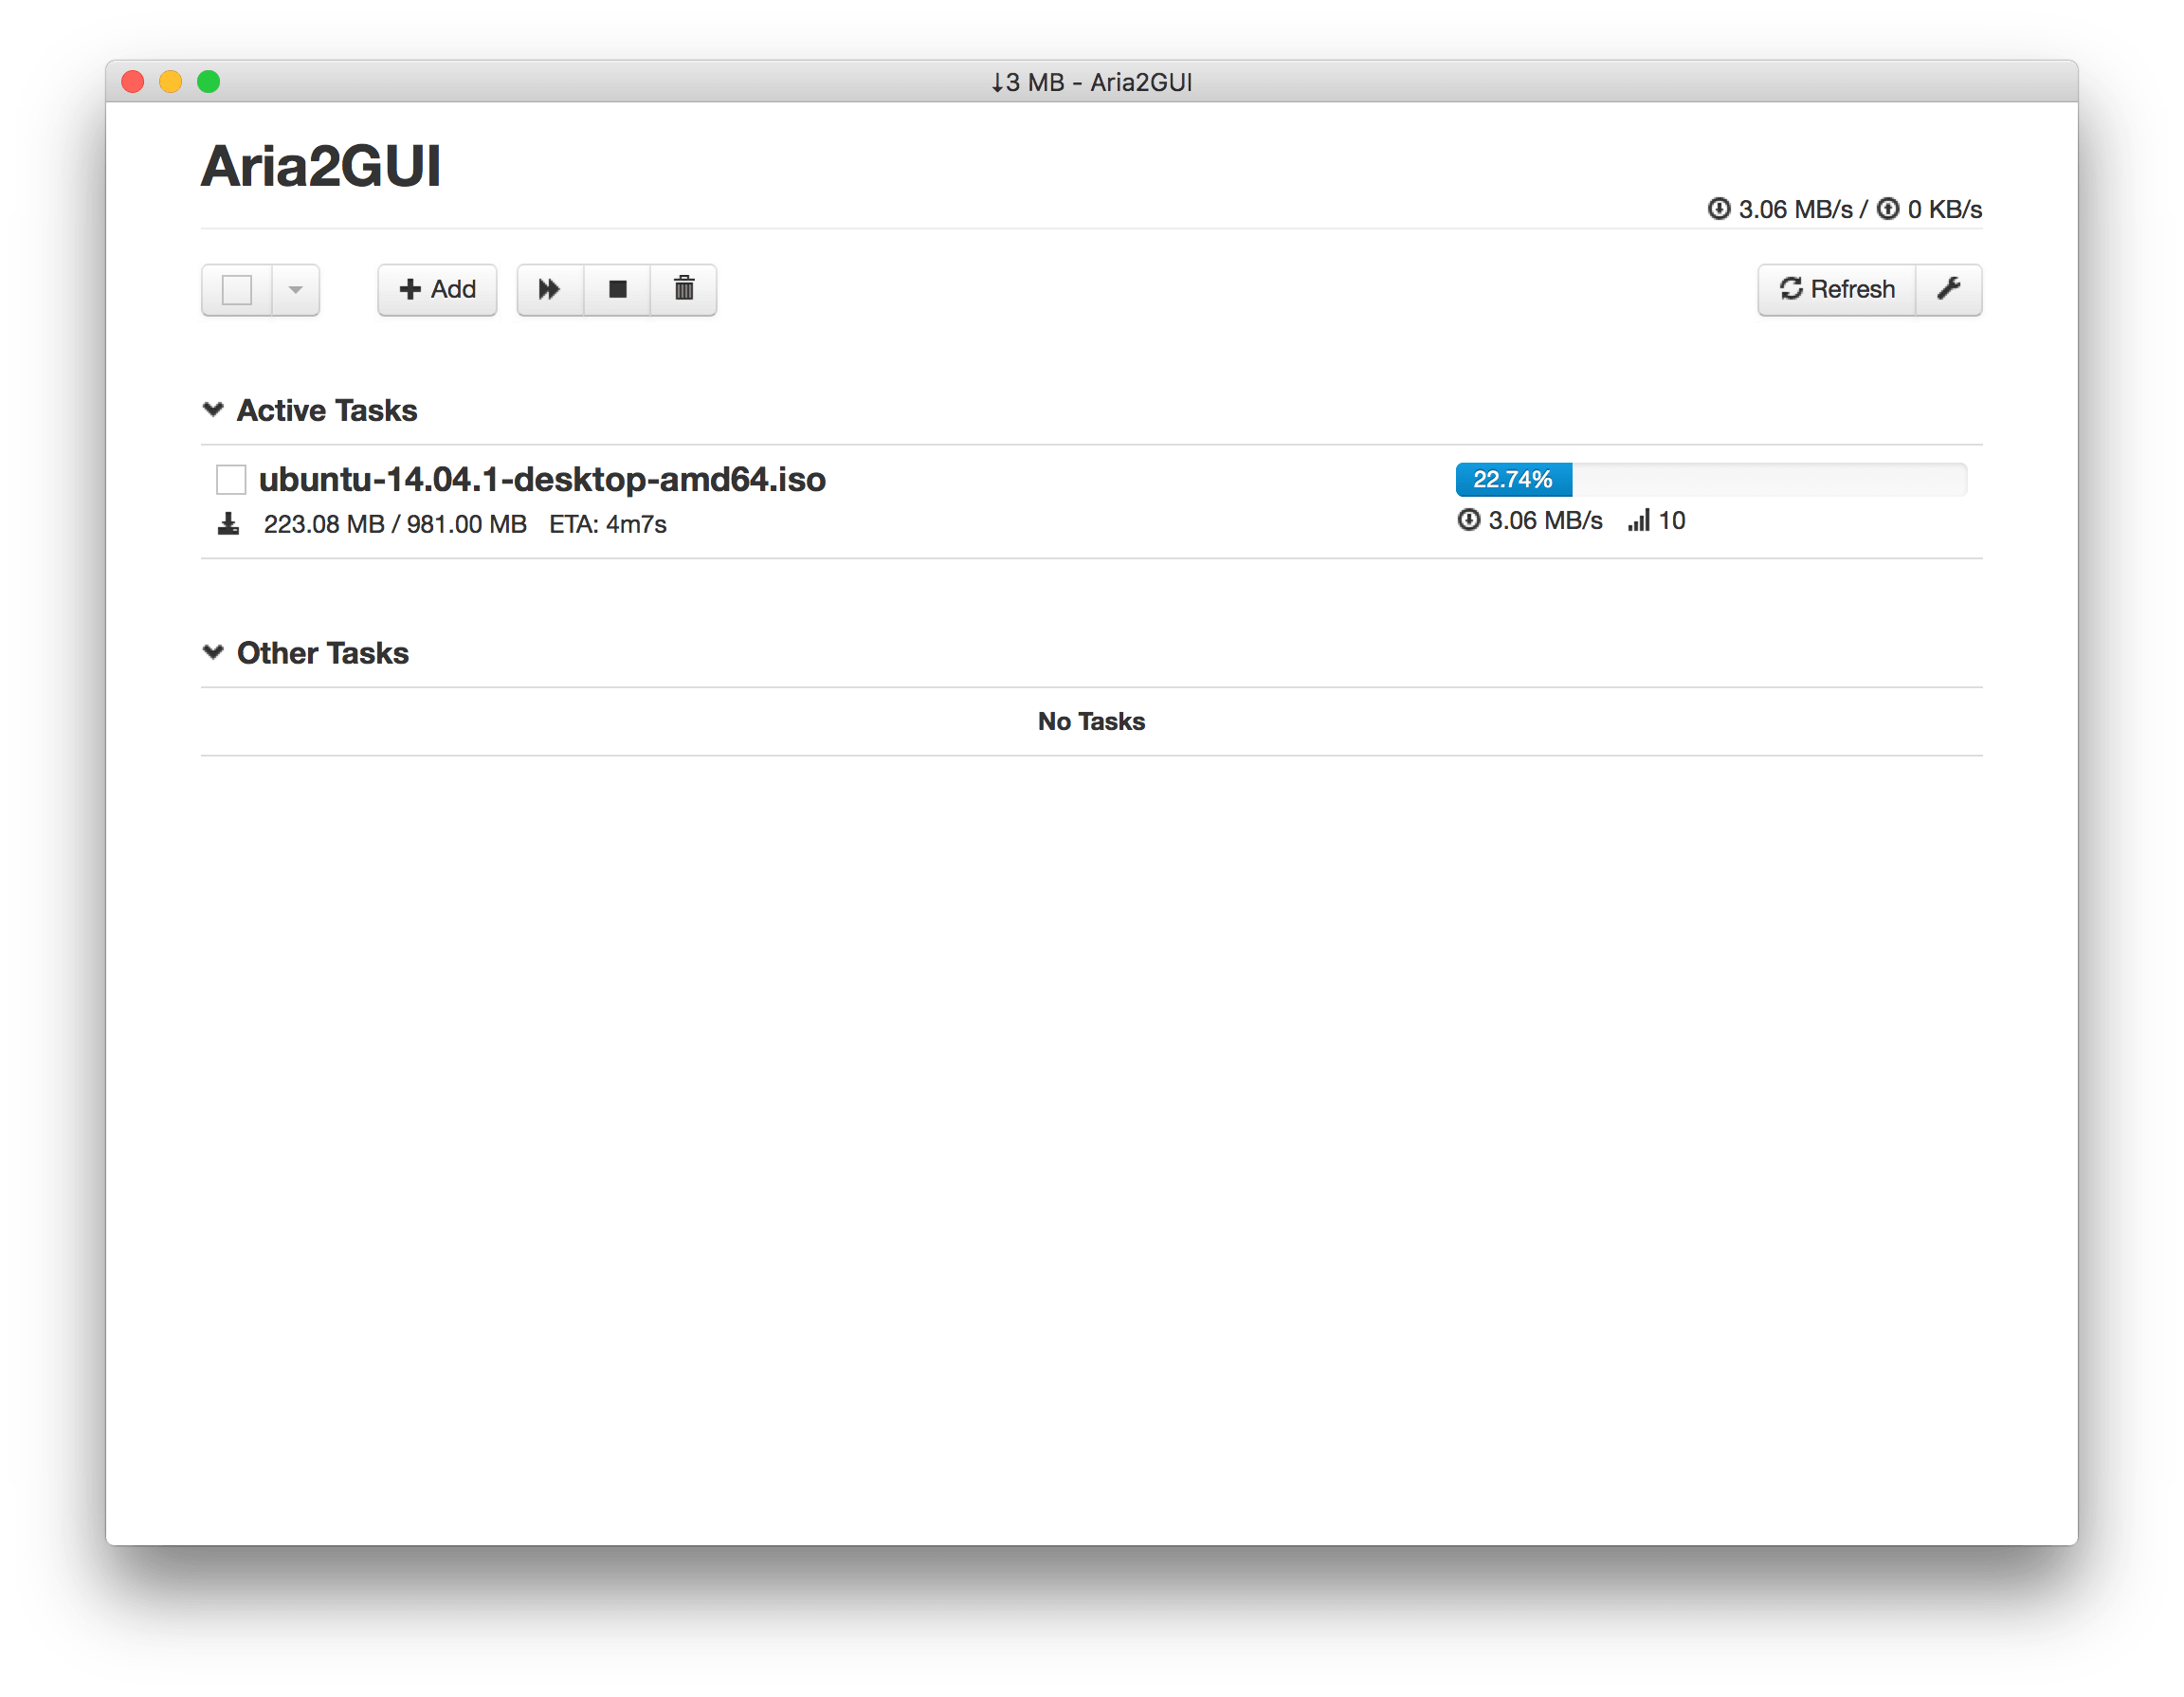 ↓3 MB - Aria2GUI
Aria2GUI
3.06 MB/s / 0 KB/s
Add
Refresh
Active Tasks
ubuntu-14.04.1-desktop-amd64.iso
22.74%
223.08 MB / 981.00 MB ETA: 4m7s
3.06 MB/s 10
Other Tasks
No Tasks